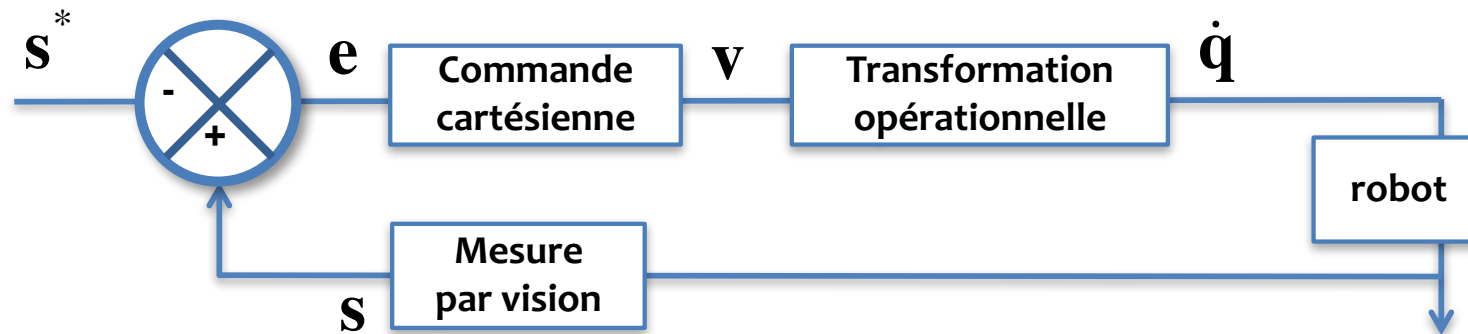 s*
-
+
e
Commande
cartésienne
v
Transformation
opérationnelle
q̇
robot
Mesure
par vision
s